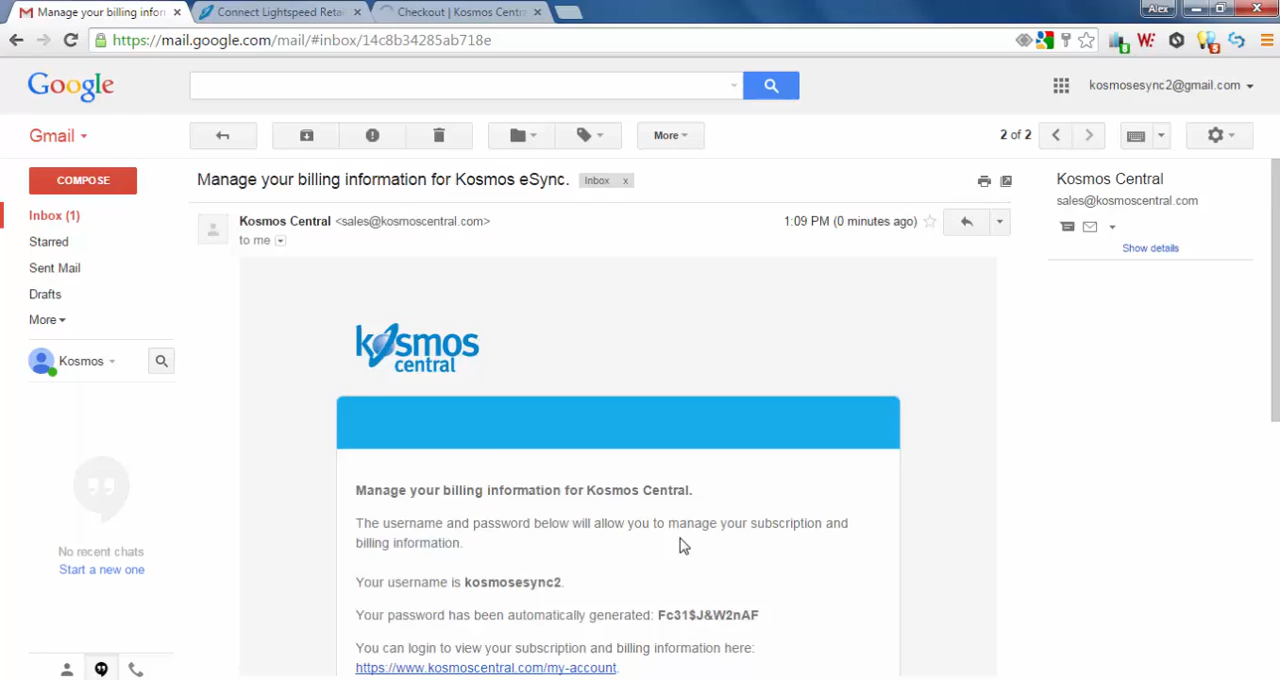 Manage your billing infor
Connect Lightspeed Retai
Checkout | Kosmos Centr
Alex
https://mail.google.com/mail/#inbox/14c8b34285ab718e
Google
kosmosesync2@gmail.com
Gmail
More
2 of 2
COMPOSE
Manage your billing information for Kosmos eSync.
Inbox x
Kosmos Central
sales@kosmoscentral.com
Show details
Inbox (1)
Starred
Sent Mail
Drafts
More
Kosmos
No recent chats
Start a new one
Kosmos Central <sales@kosmoscentral.com>
1:09 PM (0 minutes ago)
to me
kosmos
central
Manage your billing information for Kosmos Central.
The username and password below will allow you to manage your subscription and
billing information.
Your username is kosmosesync2.
Your password has been automatically generated: Fc31$J&W2nAF
You can login to view your subscription and billing information here:
https://www.kosmoscentral.com/my-account.